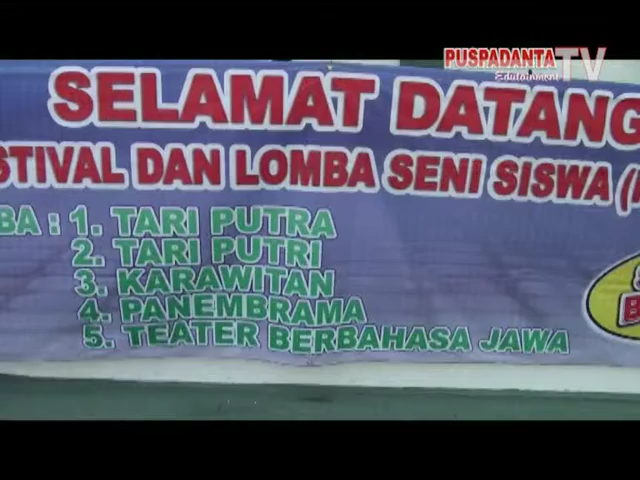 PUSPADANTA TV
Edutainment
SELAMAT DATANG
STIVAL DAN LOMBA SENI SISWA (
BA : 1. TARI PUTRA
2. TARI PUTRI
3. KARAWITAN
4. PANEMBRAMA
5. TEATER BERBAHASA JAWA